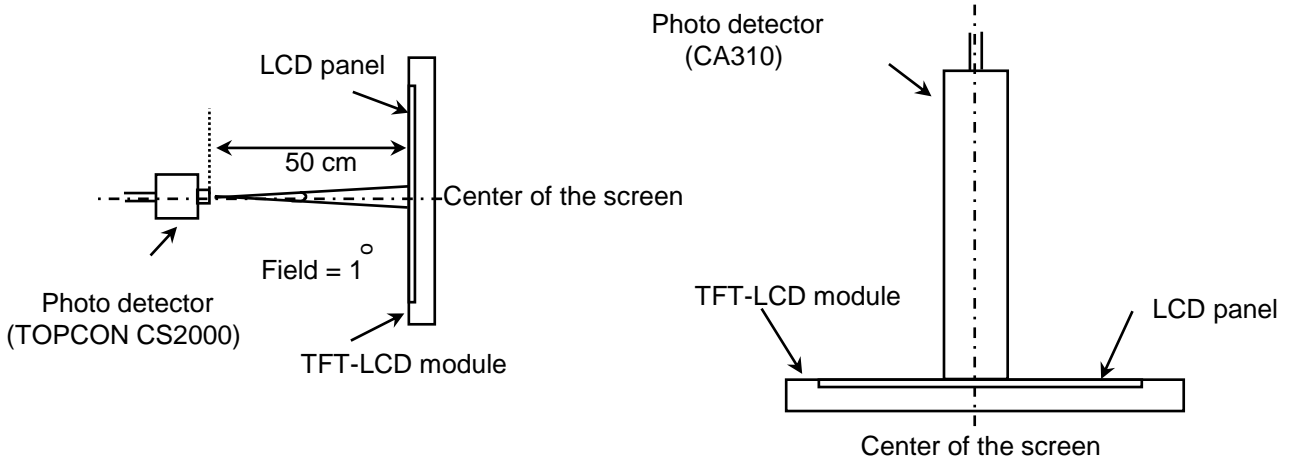 LCD panel
50 cm
Center of the screen
Field = 1°
Photo detector
(TOPCON CS2000)
TFT-LCD module
Photo detector
(CA310)
TFT-LCD module
LCD panel
Center of the screen